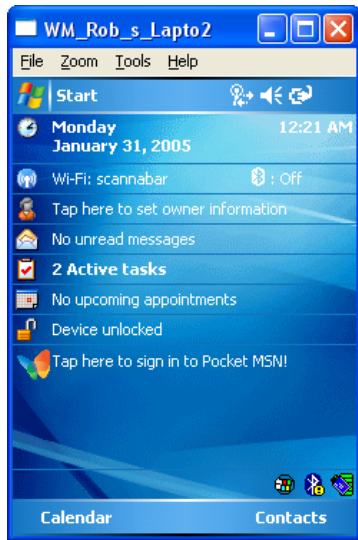 WM_Rob_s_Lapto2
File Zoom Tools Help
Start
Monday 12:21 AM
January 31, 2005
Wi-Fi: scannabar : Off
Tap here to set owner information
No unread messages
2 Active tasks
No upcoming appointments
Device unlocked
Tap here to sign in to Pocket MSN!
Calendar Contacts